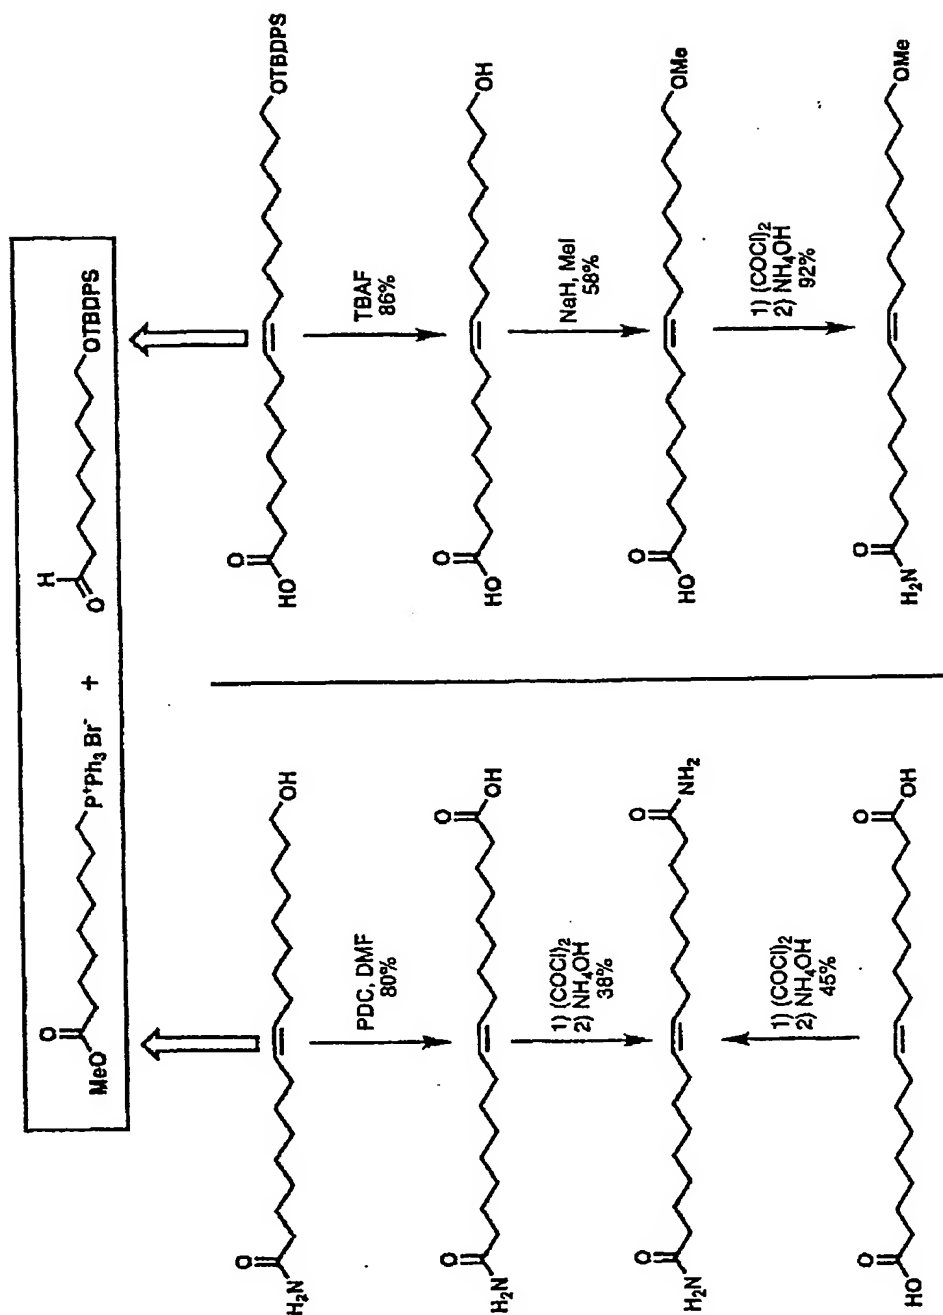 MeO
O
P⁺Ph₃ Br⁻
+
H
O
OTBDPS
H₂N
O
OH
PDC, DMF
80%
H₂N
O
O
OH
1) (COCl)₂
2) NH₄OH
38%
H₂N
O
O
NH₂
1) (COCl)₂
2) NH₄OH
45%
HO
O
O
OH
HO
O
OTBDPS
TBAF
86%
HO
O
OH
NaH, MeI
58%
HO
O
OMe
1) (COCl)₂
2) NH₄OH
92%
H₂N
O
OMe